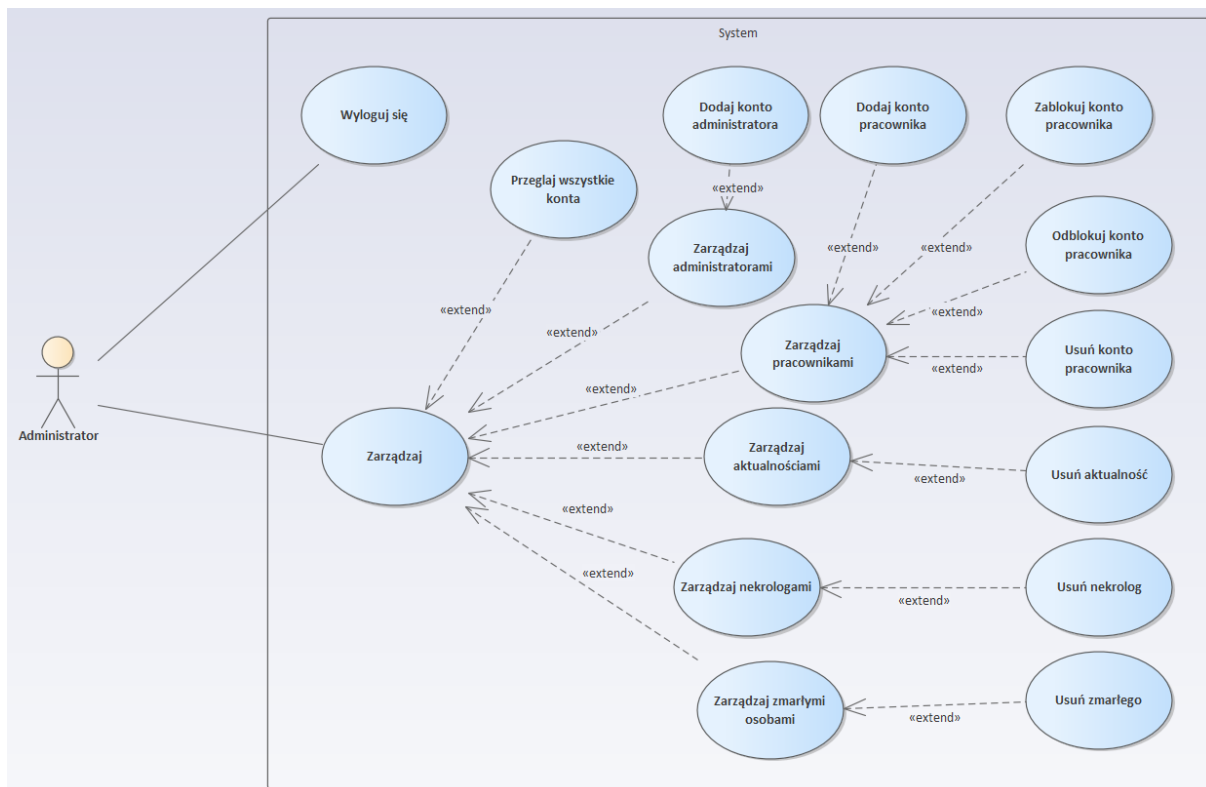 System
Wyloguj się
Dodaj konto
administratora
Dodaj konto
pracownika
Zablokuj konto
pracownika
Przeglaj wszystkie
konta
«extend»
Zarządzaj
administratorami
«extend»
«extend»
Odblokuj konto
pracownika
«extend»
«extend»
«extend»
Zarządzaj
pracownikami
«extend»
Usuń konto
pracownika
«extend»
«extend»
Administrator
Zarządzaj
«extend»
Zarządzaj
aktualnościami
«extend»
Usuń aktualność
«extend»
«extend»
Zarządzaj nekrologami
«extend»
Usuń nekrolog
Zarządzaj zmarłymi
osobami
«extend»
Usuń zmarłego